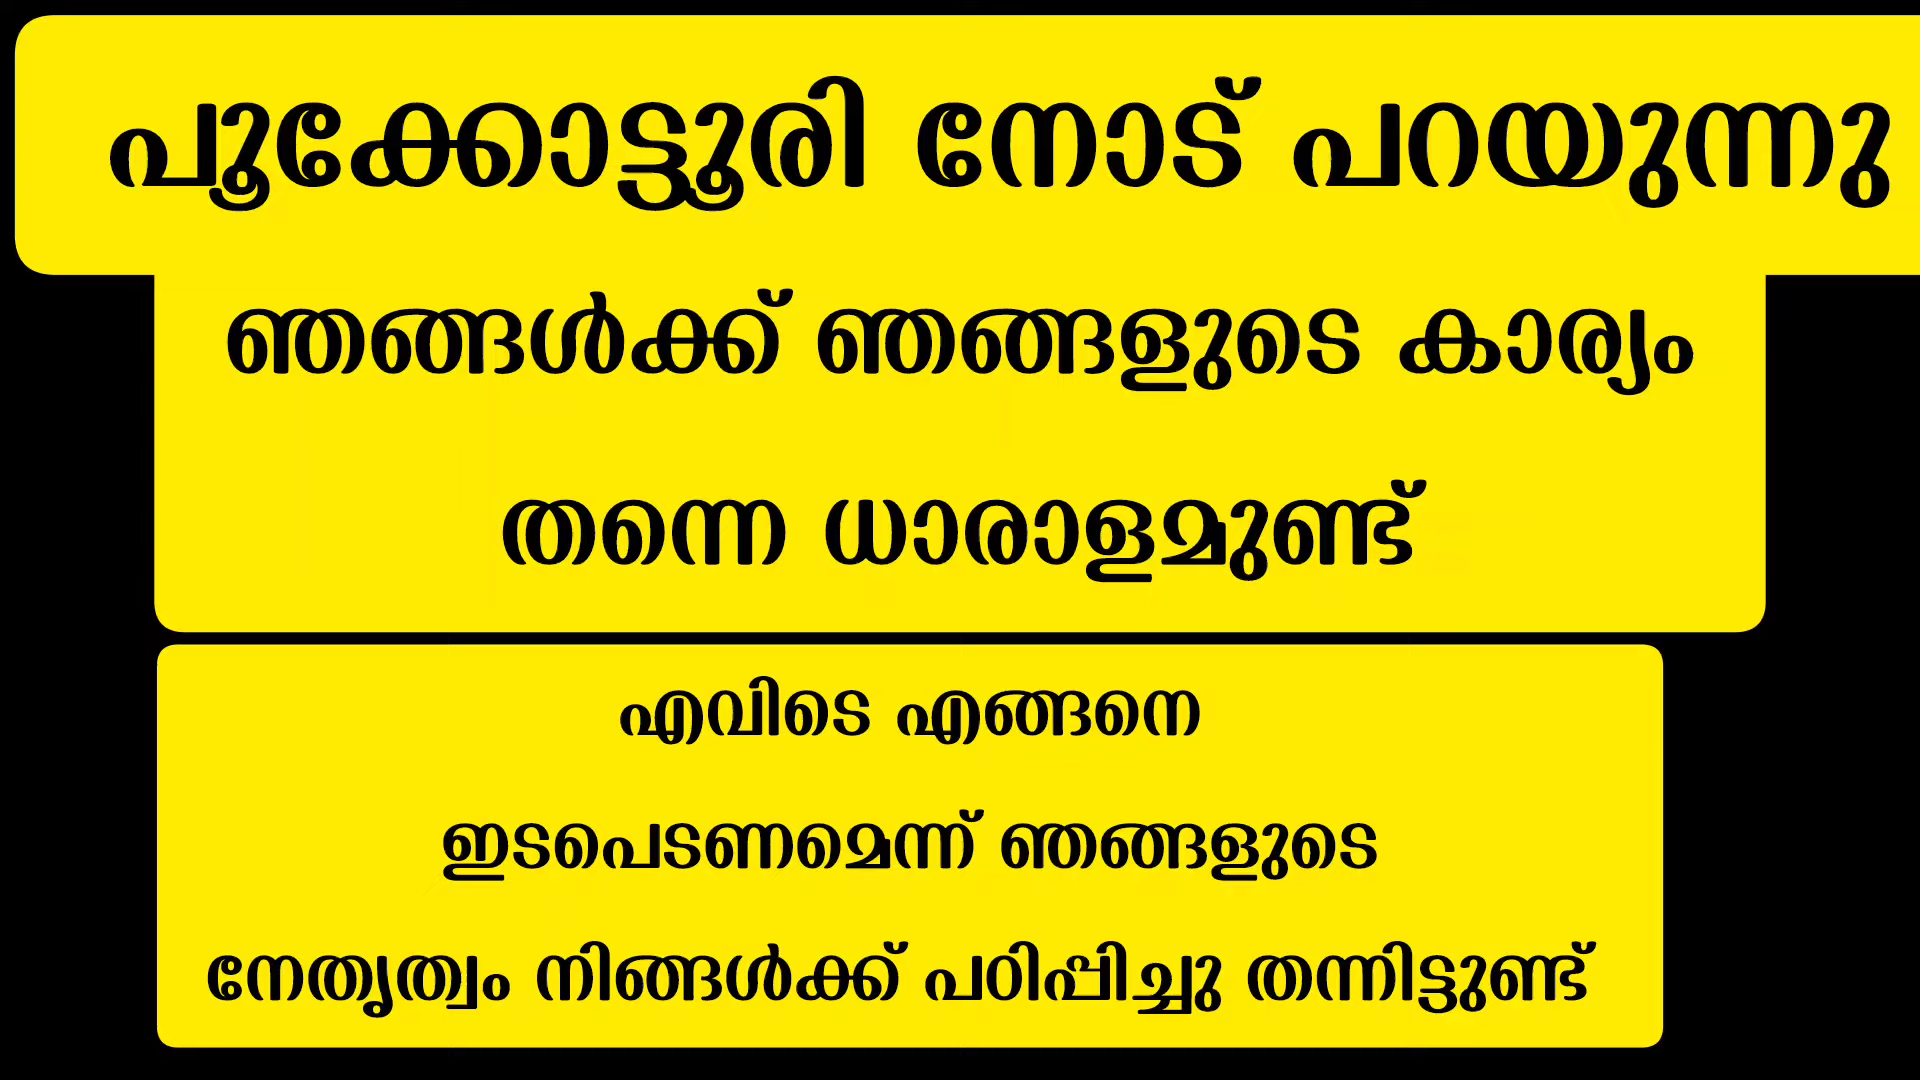 പൂക്കോട്ടൂരി നോട് പറയുന്നു
ഞങ്ങൾക്ക് ഞങ്ങളുടെ കാര്യം
തന്നെ ധാരാളമുണ്ട്
എവിടെ എങ്ങനെ
ഇടപെടണമെന്ന് ഞങ്ങളുടെ
നേതൃത്വം നിങ്ങൾക്ക് പഠിപ്പിച്ചു തന്നിട്ടുണ്ട്